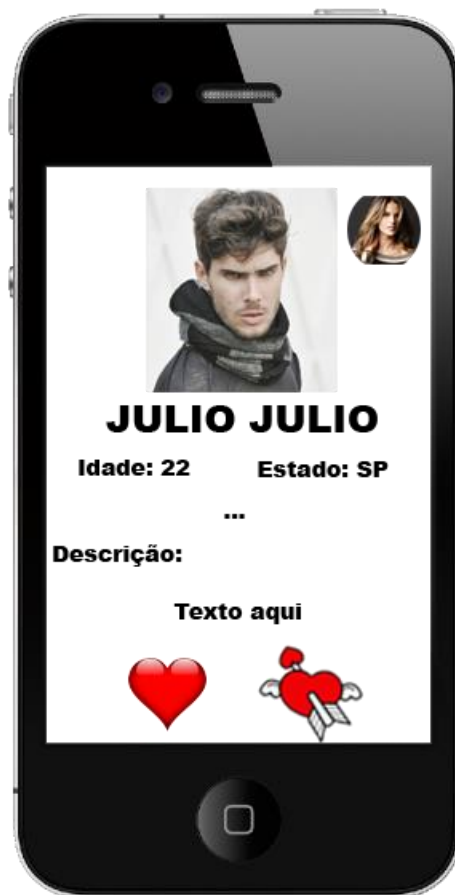 JULIO JULIO
Idade: 22 Estado: SP
...
Descrição:
Texto aqui